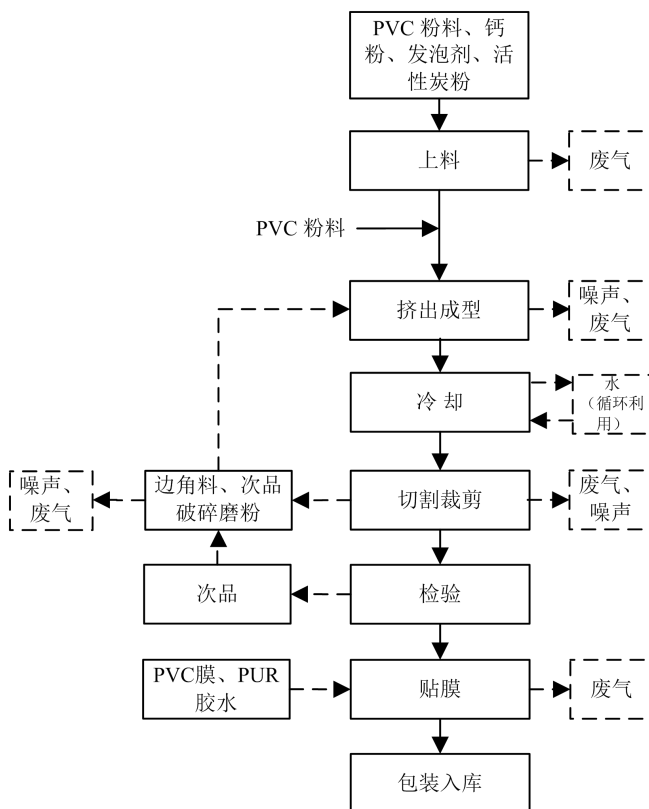 PVC 粉料、钙
粉、发泡剂、活
性炭粉
上料
废气
PVC 粉料
挤出成型
噪声、
废气
冷 却
水
（循环利
用）
噪声、
废气
边角料、次品
破碎磨粉
切割裁剪
废气、
噪声
次品
检验
PVC膜、PUR
胶水
贴膜
废气
包装入库